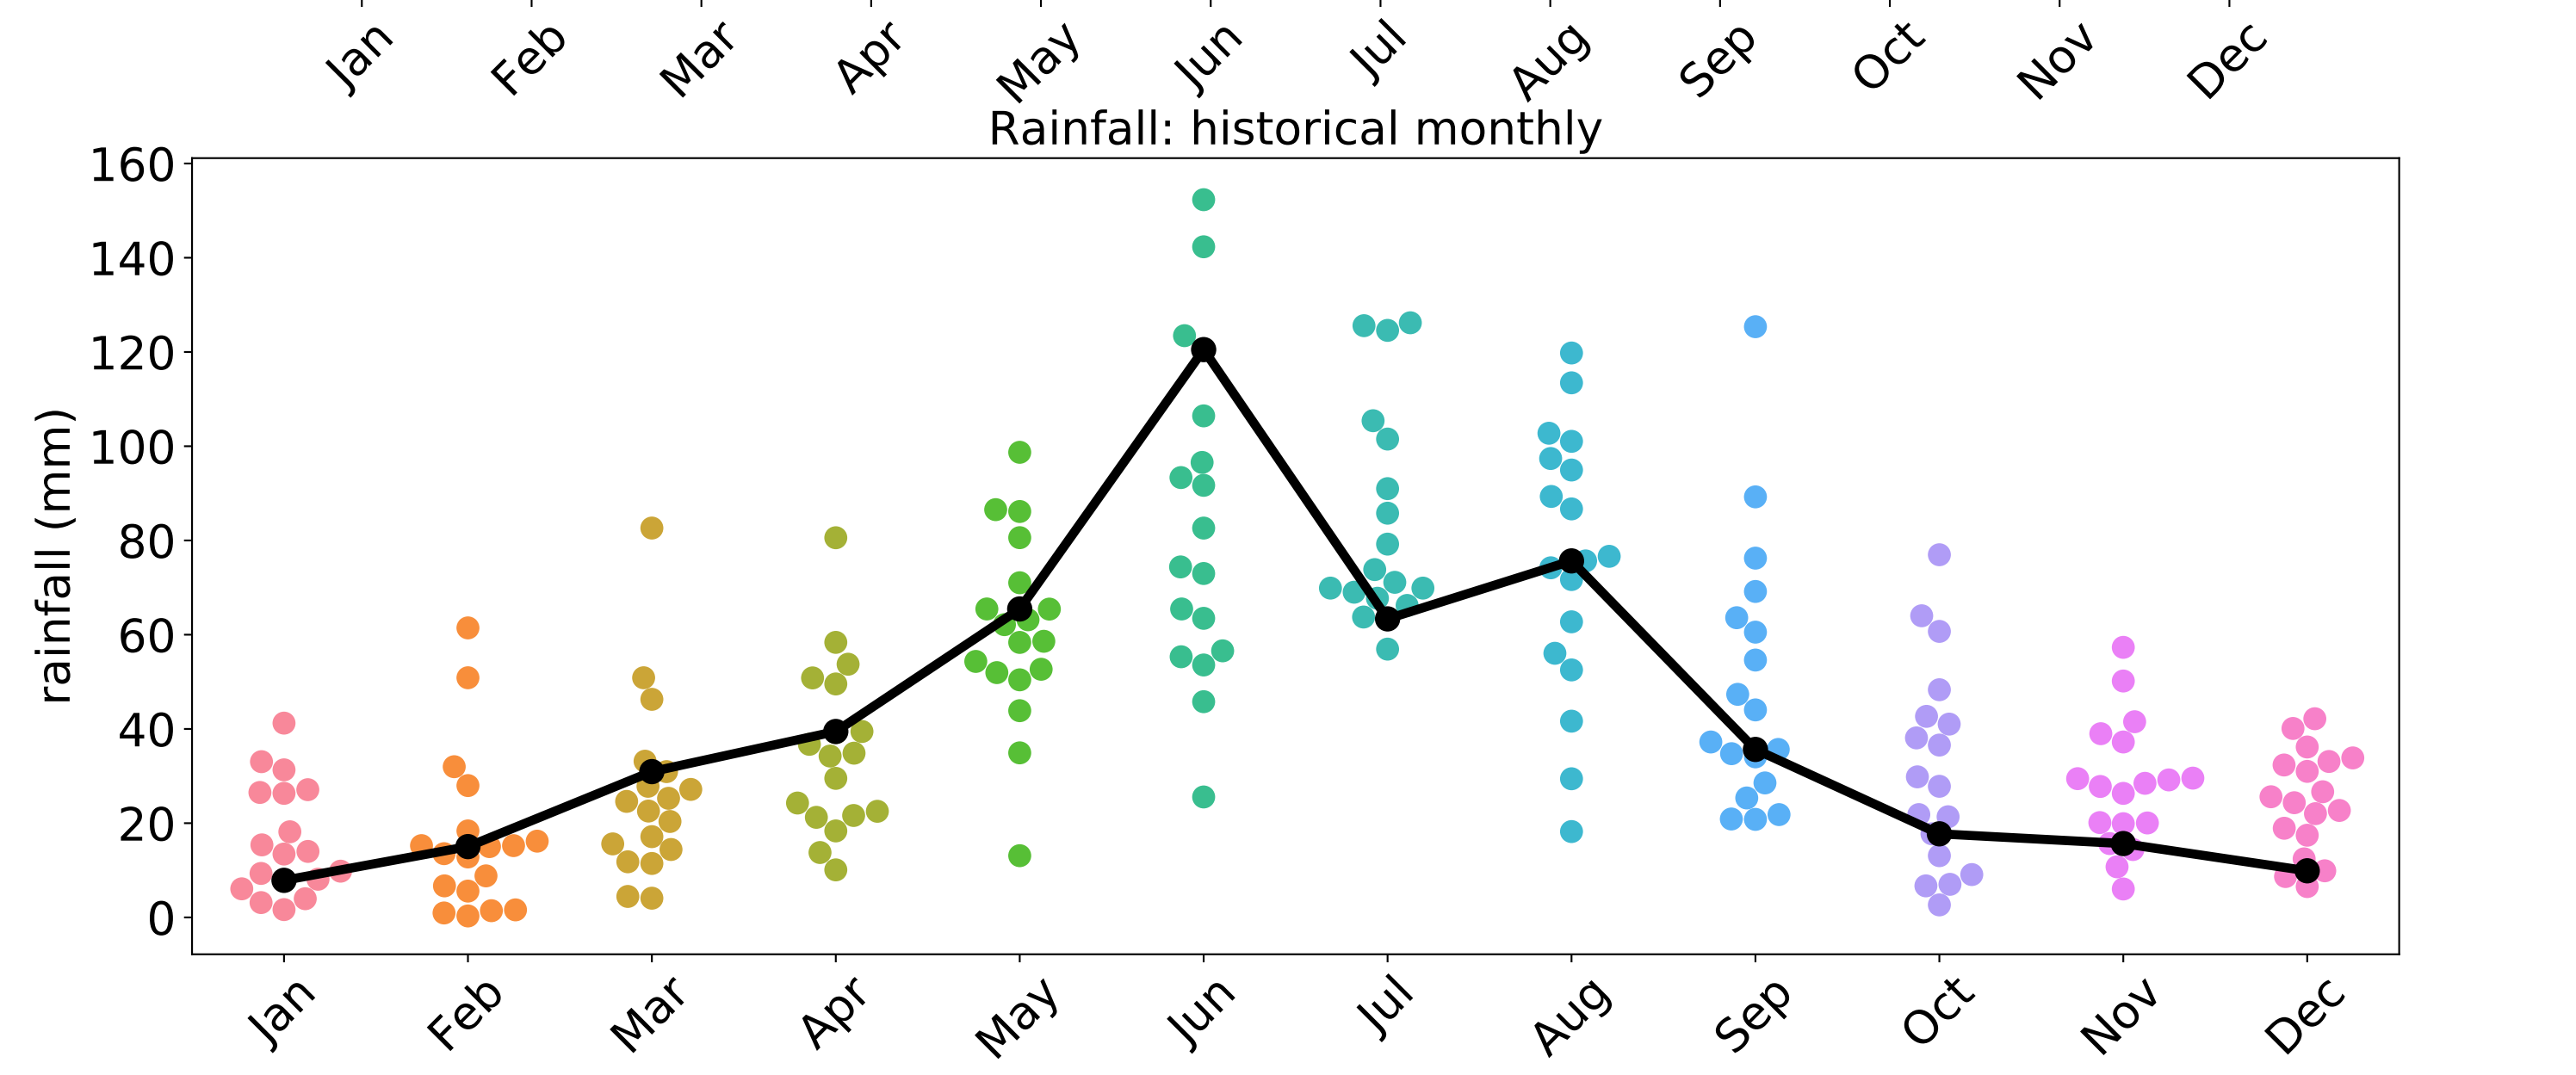 Jan Feb Mar Apr May Jun Jul Aug Sep Oct Nov Dec
Rainfall: historical monthly
rainfall (mm)
160
140
120
100
80
60
40
20
0
Jan Feb Mar Apr May Jun Jul Aug Sep Oct Nov Dec